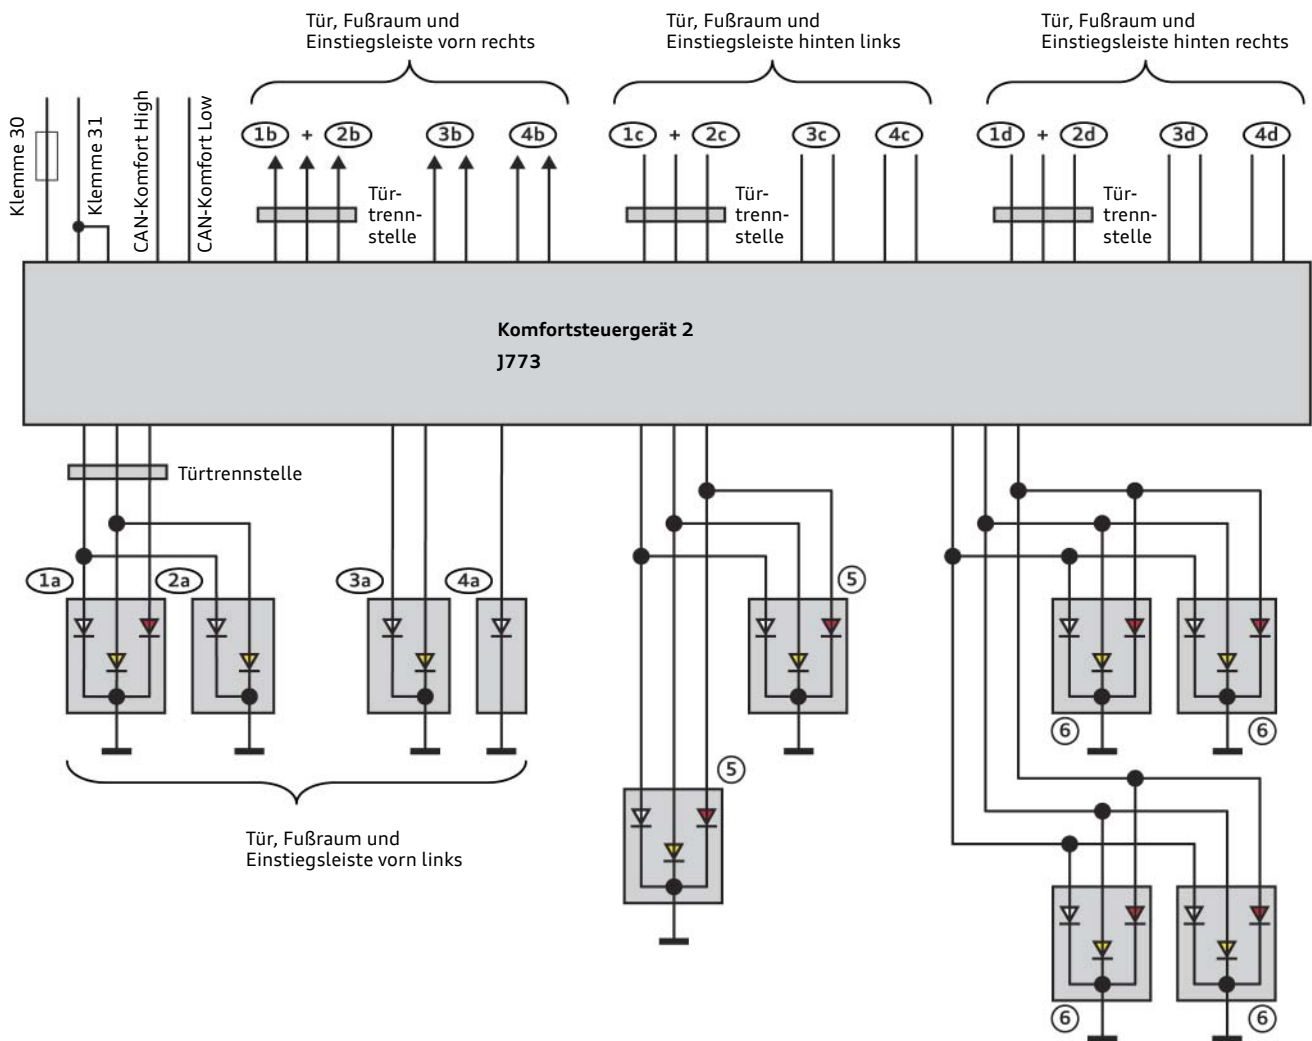 Tür, Fußraum und
Einstiegsleiste vorn rechts
Tür, Fußraum und
Einstiegsleiste hinten links
Tür, Fußraum und
Einstiegsleiste hinten rechts
Klemme 30
Klemme 31
CAN-Komfort High
CAN-Komfort Low
1b + 2b 3b 4b
1c + 2c 3c 4c
1d + 2d 3d 4d
Tür-
trenn-
stelle
Tür-
trenn-
stelle
Tür-
trenn-
stelle
Komfortsteuergerät 2
J773
Türtrennstelle
1a
2a
3a
4a
5
6
6
5
Tür, Fußraum und
Einstiegsleiste vorn links
6
6